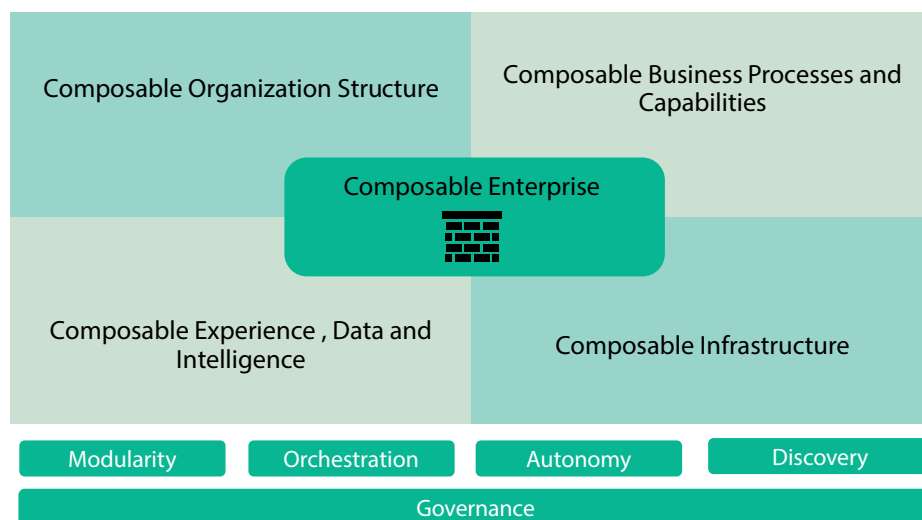 Composable Organization Structure
Composable Business Processes and
Capabilities
Composable Enterprise
Composable Experience , Data and
Intelligence
Composable Infrastructure
Modularity
Orchestration
Autonomy
Discovery
Governance